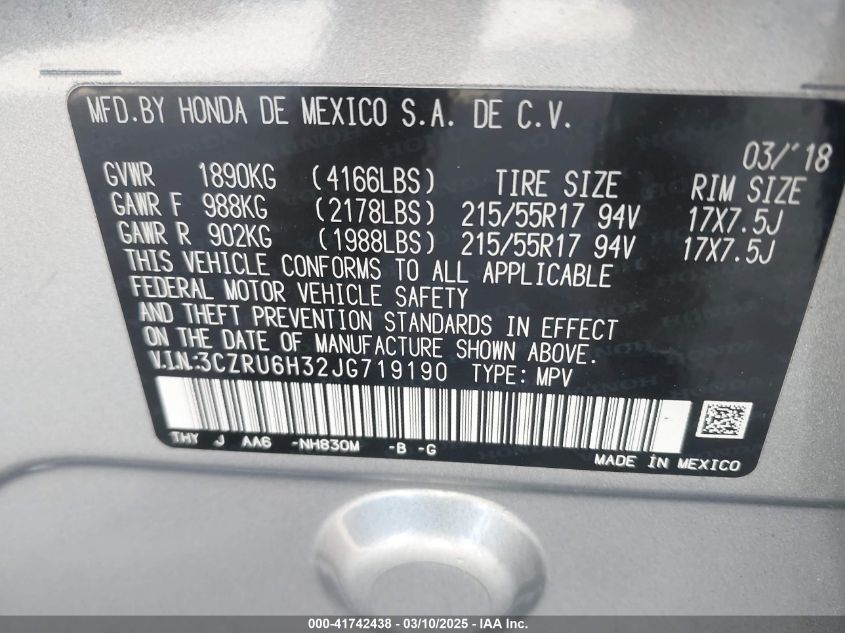 MFD.BY HONDA DE MEXICO S.A. DE C.V.
03/'18
GVWR 1890KG (4166LBS) TIRE SIZE RIM SIZE
GAWR F 988KG (2178LBS) 215/55R17 94V 17X7.5J
GAWR R 902KG (1988LBS) 215/55R17 94V 17X7.5J
THIS VEHICLE CONFORMS TO ALL APPLICABLE
FEDERAL MOTOR VEHICLE SAFETY
AND THEFT PREVENTION STANDARDS IN EFFECT
ON THE DATE OF MANUFACTURE SHOWN ABOVE.
V.I.N.:3CZRU6H32JG719190 TYPE: MPV
THY J AA6 -NH830M -B -G
MADE IN MEXICO
000-41742438 - 03/10/2025 - IAA Inc.